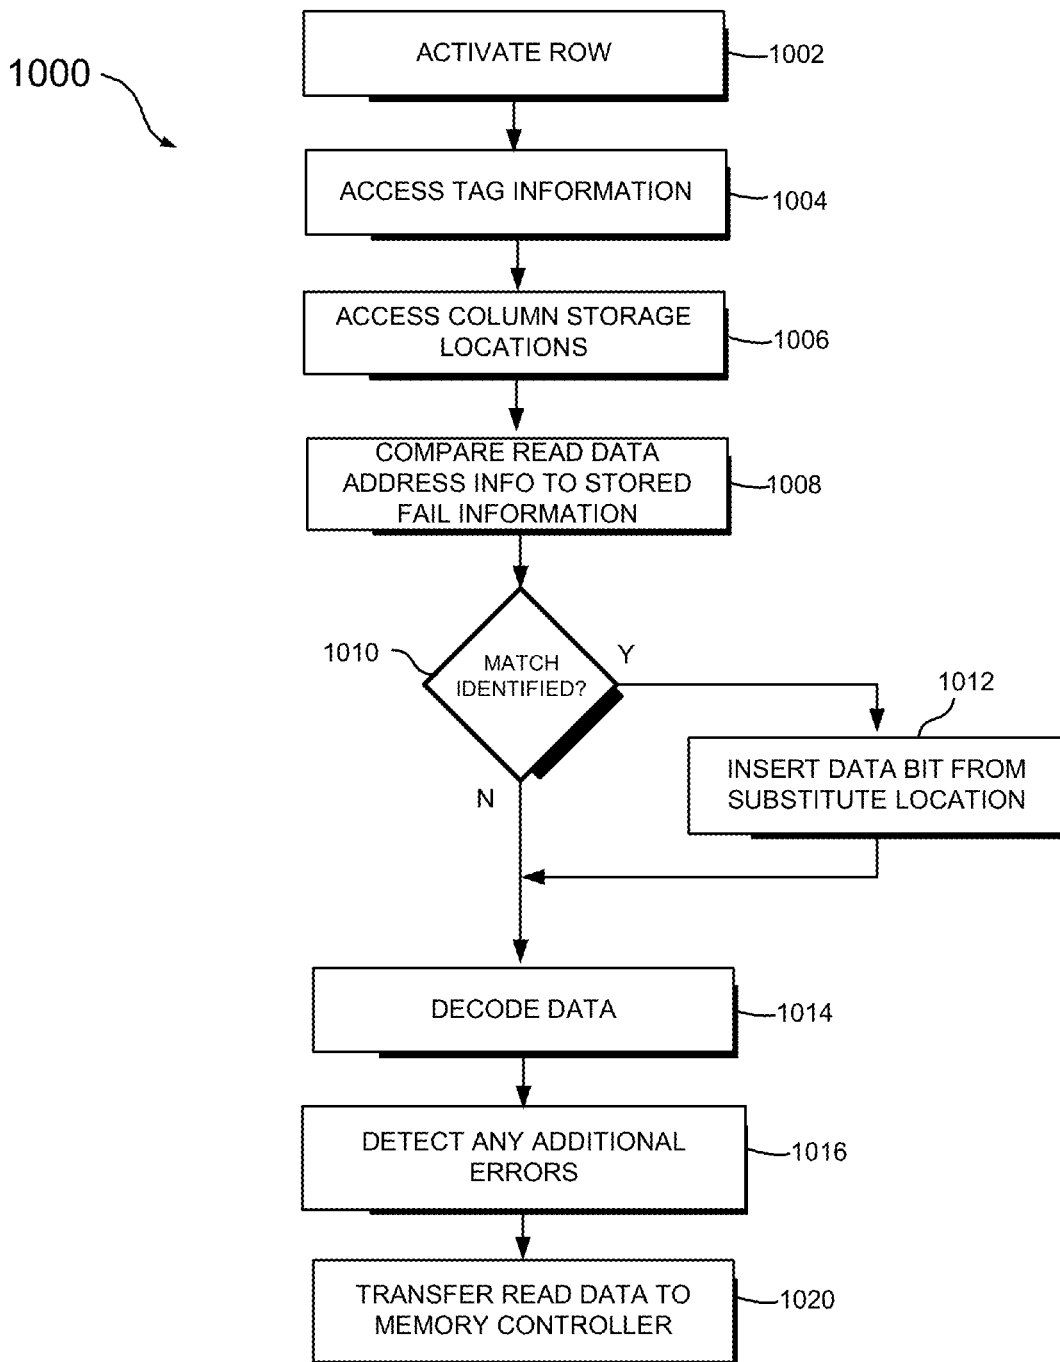 ACTIVATE ROW
1002
1000
ACCESS TAG INFORMATION
1004
ACCESS COLUMN STORAGE
LOCATIONS
1006
COMPARE READ DATA
ADDRESS INFO TO STORED
FAIL INFORMATION
1008
1010
MATCH
IDENTIFIED?
Y
1012
INSERT DATA BIT FROM
SUBSTITUTE LOCATION
N
DECODE DATA
1014
DETECT ANY ADDITIONAL
ERRORS
1016
TRANSFER READ DATA TO
MEMORY CONTROLLER
1020